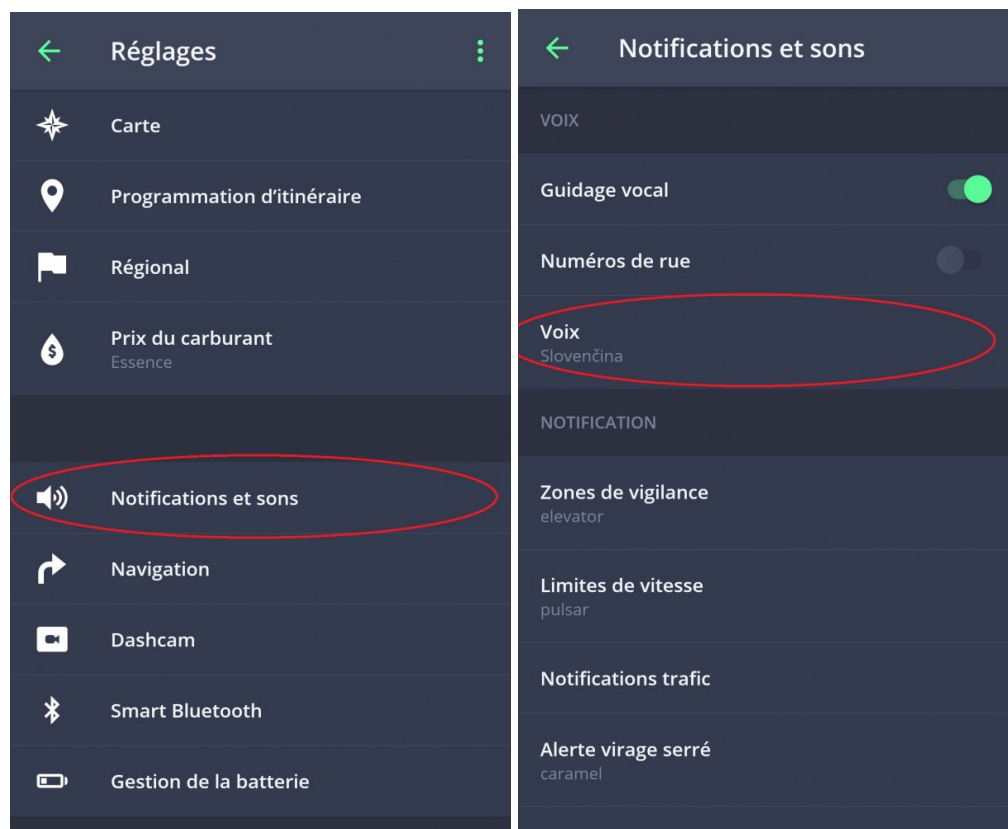 Réglages
Carte
Programmation d'itinéraire
Régional
Prix du carburant
Essence
Notifications et sons
Navigation
Dashcam
Smart Bluetooth
Gestion de la batterie
Notifications et sons
VOIX
Guidage vocal
Numéros de rue
Voix
Slovenčina
NOTIFICATION
Zones de vigilance
elevator
Limites de vitesse
pulsar
Notifications trafic
Alerte virage serré
caramel